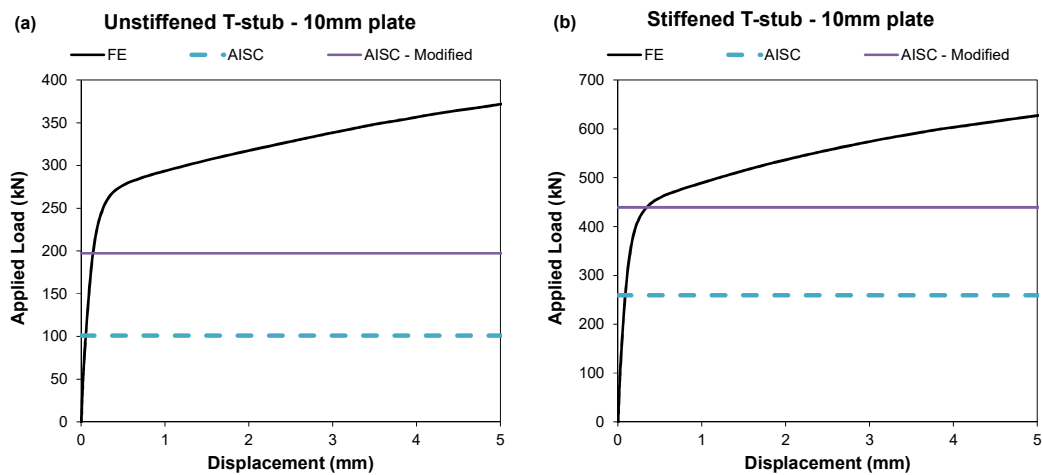 (a) Unstiffened T-stub - 10mm plate
FE AISC AISC - Modified
Applied Load (kN)
400
350
300
250
200
150
100
50
0
0 1 2 3 4 5
Displacement (mm)
(b) Stiffened T-stub - 10mm plate
FE AISC AISC - Modified
Applied Load (kN)
700
600
500
400
300
200
100
0
0 1 2 3 4 5
Displacement (mm)